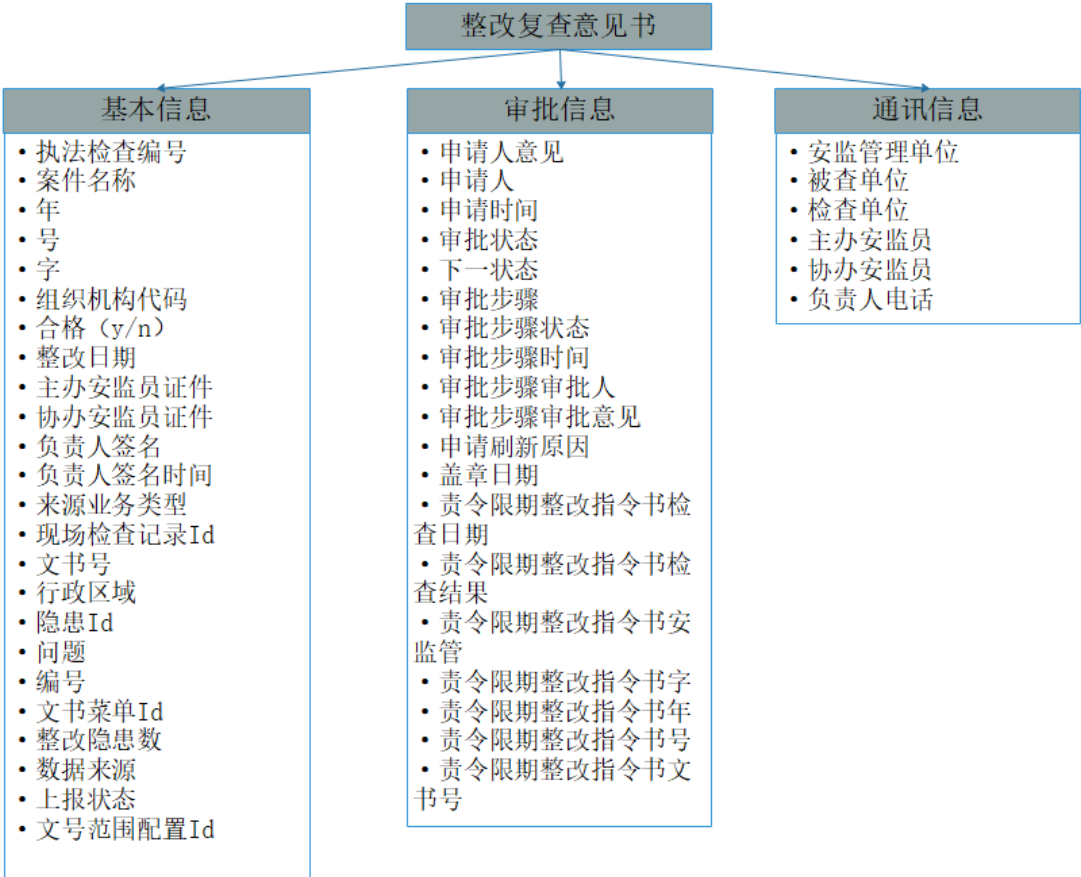 整改复查意见书
基本信息
• 执法检查编号
• 案件名称
• 年
• 号
• 字
• 组织机构代码
• 合格（y/n）
• 整改日期
• 主办安监员证件
• 协办安监员证件
• 负责人签名
• 负责人签名时间
• 来源业务类型
• 现场检查记录Id
• 文书号
• 行政区域
• 隐患Id
• 问题
• 编号
• 文书菜单Id
• 整改隐患数
• 数据来源
• 上报状态
• 文号范围配置Id
审批信息
• 申请人意见
• 申请人
• 申请时间
• 审批状态
• 下一状态
• 审批步骤
• 审批步骤状态
• 审批步骤时间
• 审批步骤审批人
• 审批步骤审批意见
• 申请刷新原因
• 盖章日期
• 责令限期整改指令书检
查日期
• 责令限期整改指令书检
查结果
• 责令限期整改指令书安
监管
• 责令限期整改指令书字
• 责令限期整改指令书年
• 责令限期整改指令书号
• 责令限期整改指令书文
书号
通讯信息
• 安监管理单位
• 被查单位
• 检查单位
• 主办安监员
• 协办安监员
• 负责人电话